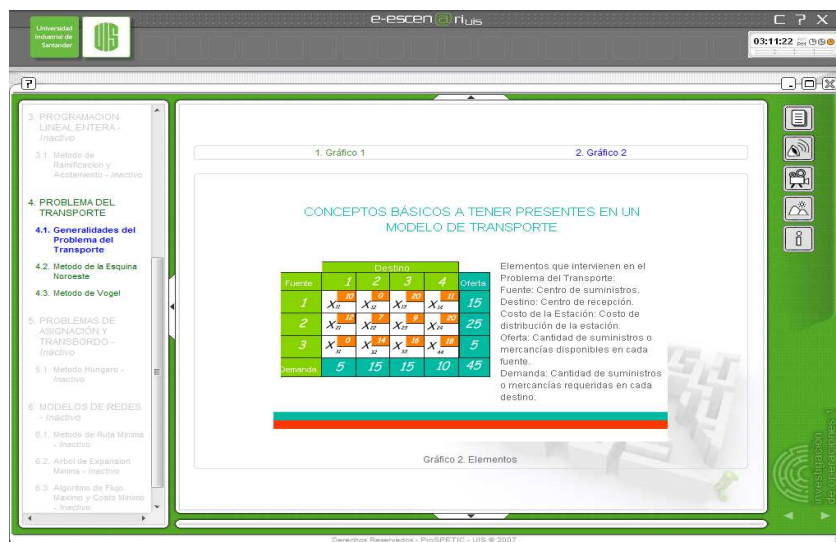 Universidad
Industrial de
Santander
UIS
e-escen@riuis
03:11:22
3. PROGRAMACION
LINEAL ENTERA -
Inactivo
3.1. Metodo de
Ramificacion y
Acotamiento - Inactivo
4. PROBLEMA DEL
TRANSPORTE
4.1. Generalidades del
Problema del
Transporte
4.2. Metodo de la Esquina
Noroeste
4.3. Metodo de Vogel
5. PROBLEMAS DE
ASIGNACIÓN Y
TRANSBORDO -
Inactivo
5.1. Metodo Hungaro -
Inactivo
6. MODELOS DE REDES
- Inactivo
6.1. Metodo de Ruta Minima
- Inactivo
6.2. Arbol de Expansion
Minima - Inactivo
6.3. Algoritmo de Flujo
Maximo y Costo Minimo
- Inactivo
1. Gráfico 1 2. Gráfico 2
CONCEPTOS BÁSICOS A TENER PRESENTES EN UN
MODELO DE TRANSPORTE
Destino
Fuente 1 2 3 4 Oferta
1 X11 10 X12 0 X13 20 X14 11 15
2 X21 12 X22 7 X23 9 X24 20 25
3 X32 0 X32 14 X34 16 X44 18 5
Demanda 5 15 15 10 45
Elementos que intervienen en el
Problema del Transporte:
Fuente: Centro de suministros.
Destino: Centro de recepción.
Costo de la Estación: Costo de
distribución de la estación.
Oferta: Cantidad de suministros o
mercancías disponibles en cada
fuente.
Demanda: Cantidad de suministros
o mercancías requeridas en cada
destino.
Gráfico 2. Elementos
investigación
de operaciones 1
Derechos Reservados - ProSPETIC - UIS ® 2007